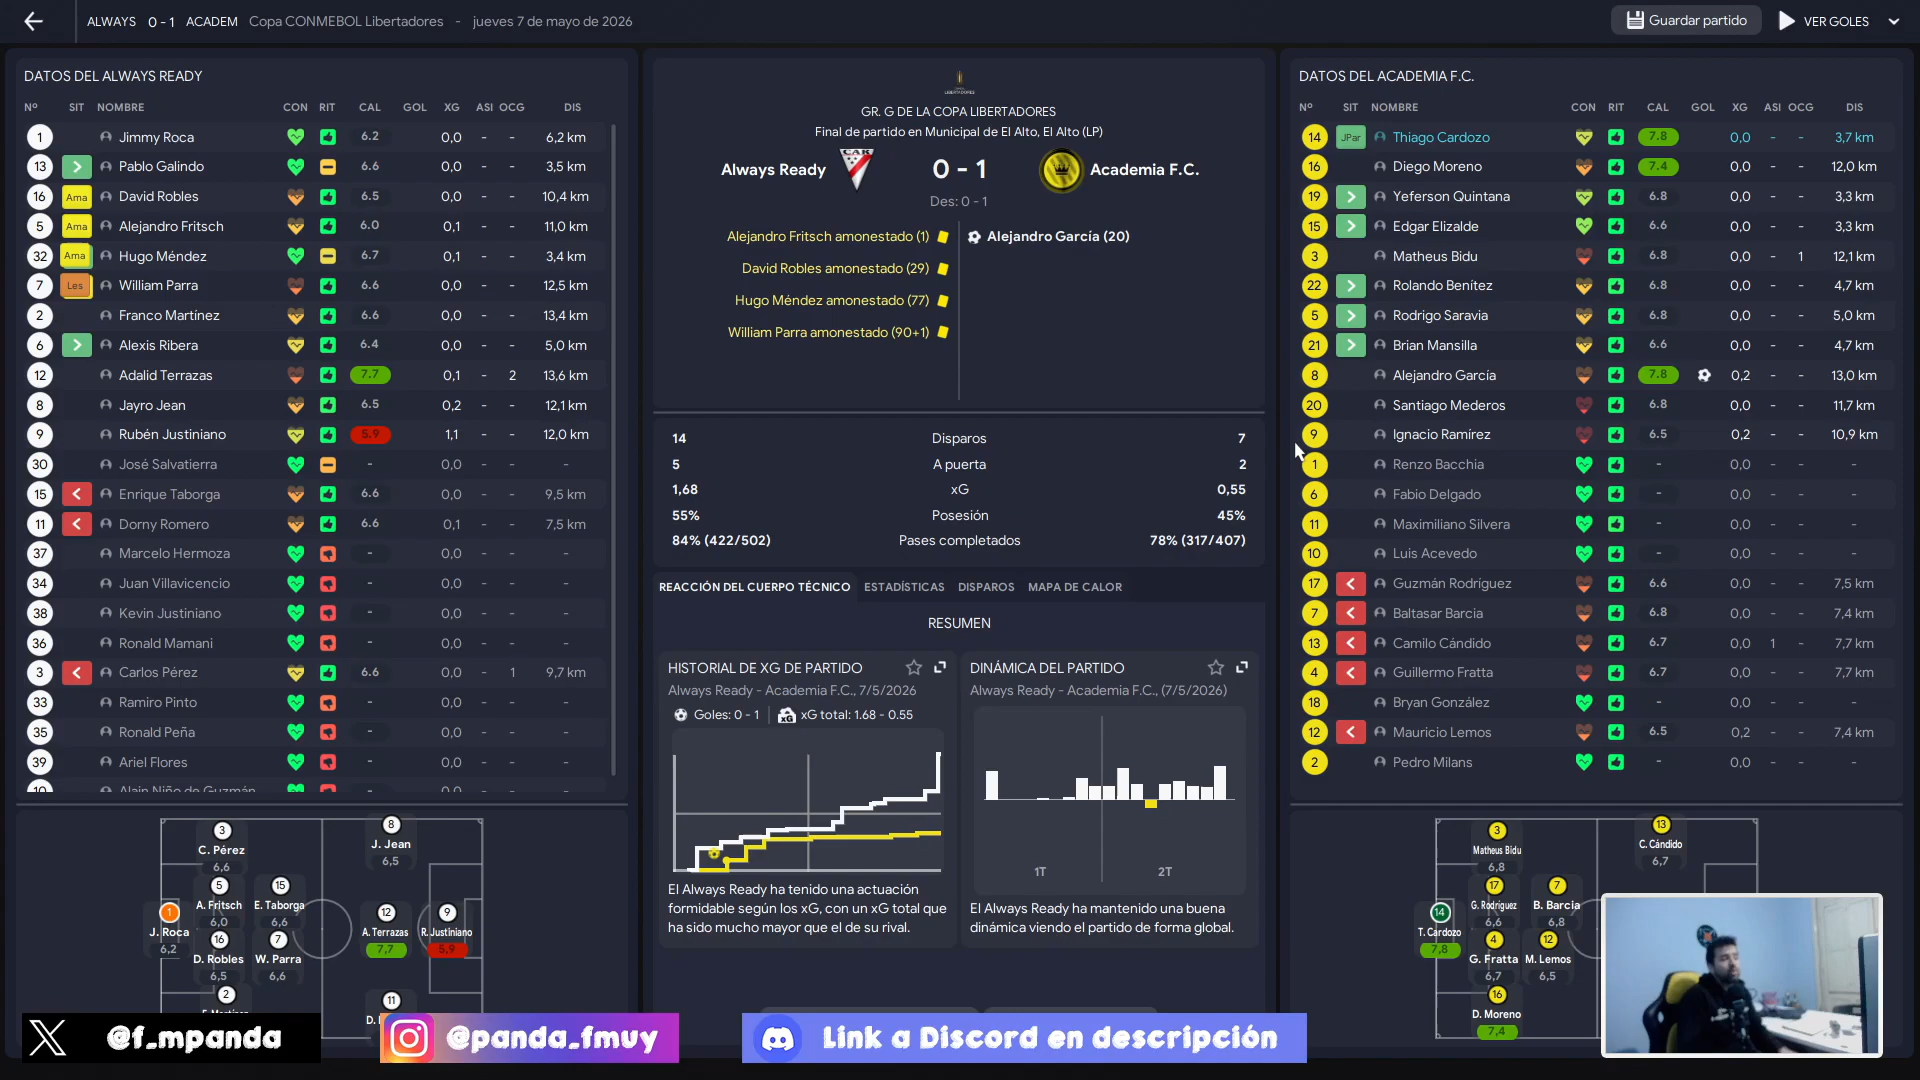 ALWAYS 0 - 1 ACADEM Copa CONMEBOL Libertadores - jueves 7 de mayo de 2026
Guardar partido
VER GOLES
DATOS DEL ALWAYS READY
Nº SIT NOMBRE CON RIT CAL GOL XG ASI OCG DIS
1 Jimmy Roca 6.2 0,0 - - 6,2 km
13 Pablo Galindo 6.6 0,0 - - 3,5 km
16 Ama David Robles 6.5 0,0 - - 10,4 km
5 Ama Alejandro Fritsch 6.0 0,1 - - 11,0 km
32 Ama Hugo Méndez 6.7 0,1 - - 3,4 km
7 Les William Parra 6.6 0,0 - - 12,5 km
2 Franco Martínez 6.6 0,0 - - 13,4 km
6 Alexis Ribera 6.4 0,0 - - 5,0 km
12 Adalid Terrazas 7.7 0,1 - 2 13,6 km
8 Jayro Jean 6.5 0,2 - - 12,1 km
9 Rubén Justiniano 5.9 1,1 - - 12,0 km
30 José Salvatierra - 0,0 - - -
15 Enrique Taborga 6.6 0,0 - - 9,5 km
11 Dorny Romero 6.6 0,1 - - 7,5 km
37 Marcelo Hermoza - 0,0 - - -
34 Juan Villavicencio - 0,0 - - -
38 Kevin Justiniano - 0,0 - - -
36 Ronald Mamani - 0,0 - - -
3 Carlos Pérez 6.6 0,0 - 1 9,7 km
33 Ramiro Pinto - 0,0 - - -
35 Ronald Peña - 0,0 - - -
39 Ariel Flores - 0,0 - - -
10 Alain Niño de Guzmán - 0,0 - - -
3
C. Pérez
6,6
8
J. Jean
6,5
5
A. Fritsch
6,0
15
E. Taborga
6,6
1
J. Roca
6,2
12
A. Terrazas
7,7
9
R. Justiniano
5,9
16
D. Robles
6,5
7
W. Parra
6,6
2
11
LIBERTADORES
GR. G DE LA COPA LIBERTADORES
Final de partido en Municipal de El Alto, El Alto (LP)
Always Ready CAR 0 - 1 Academia F.C.
Des: 0 - 1
Alejandro Fritsch amonestado (1)
David Robles amonestado (29)
Hugo Méndez amonestado (77)
William Parra amonestado (90+1)
Alejandro García (20)
14 Disparos 7
5 A puerta 2
1,68 xG 0,55
55% Posesión 45%
84% (422/502) Pases completados 78% (317/407)
REACCIÓN DEL CUERPO TÉCNICO ESTADÍSTICAS DISPAROS MAPA DE CALOR
RESUMEN
HISTORIAL DE XG DE PARTIDO
Always Ready - Academia F.C., 7/5/2026
Goles: 0 - 1 xG xG total: 1.68 - 0.55
El Always Ready ha tenido una actuación
formidable según los xG, con un xG total que
ha sido mucho mayor que el de su rival.
DINÁMICA DEL PARTIDO
Always Ready - Academia F.C., (7/5/2026)
1T 2T
El Always Ready ha mantenido una buena
dinámica viendo el partido de forma global.
DATOS DEL ACADEMIA F.C.
Nº SIT NOMBRE CON RIT CAL GOL XG ASI OCG DIS
14 JPar Thiago Cardozo 7.8 0,0 - - 3,7 km
16 Diego Moreno 7.4 0,0 - - 12,0 km
19 Yeferson Quintana 6.8 0,0 - - 3,3 km
15 Edgar Elizalde 6.6 0,0 - - 3,3 km
3 Matheus Bidu 6.8 0,0 - 1 12,1 km
22 Rolando Benítez 6.8 0,0 - - 4,7 km
5 Rodrigo Saravia 6.8 0,0 - - 5,0 km
21 Brian Mansilla 6.6 0,0 - - 4,7 km
8 Alejandro García 7.8 0,2 - - 13,0 km
20 Santiago Mederos 6.8 0,0 - - 11,7 km
9 Ignacio Ramírez 6.5 0,2 - - 10,9 km
1 Renzo Bacchia - 0,0 - - -
6 Fabio Delgado - 0,0 - - -
11 Maximiliano Silvera - 0,0 - - -
10 Luis Acevedo - 0,0 - - -
17 Guzmán Rodríguez 6.6 0,0 - - 7,5 km
7 Baltasar Barcia 6.8 0,0 - - 7,4 km
13 Camilo Cándido 6.7 0,0 1 - 7,7 km
4 Guillermo Fratta 6.7 0,0 - - 7,7 km
18 Bryan González - 0,0 - - -
12 Mauricio Lemos 6.5 0,2 - - 7,4 km
2 Pedro Milans - 0,0 - - -
3
Matheus Bidu
6,8
13
C. Cándido
6,7
17
G. Rodríguez
6,6
7
B. Barcia
6,8
14
T. Cardozo
7,8
4
G. Fratta
6,7
12
M. Lemos
6,5
16
D. Moreno
7,4
@f_mpanda
@panda_fmuy
Link a Discord en descripción